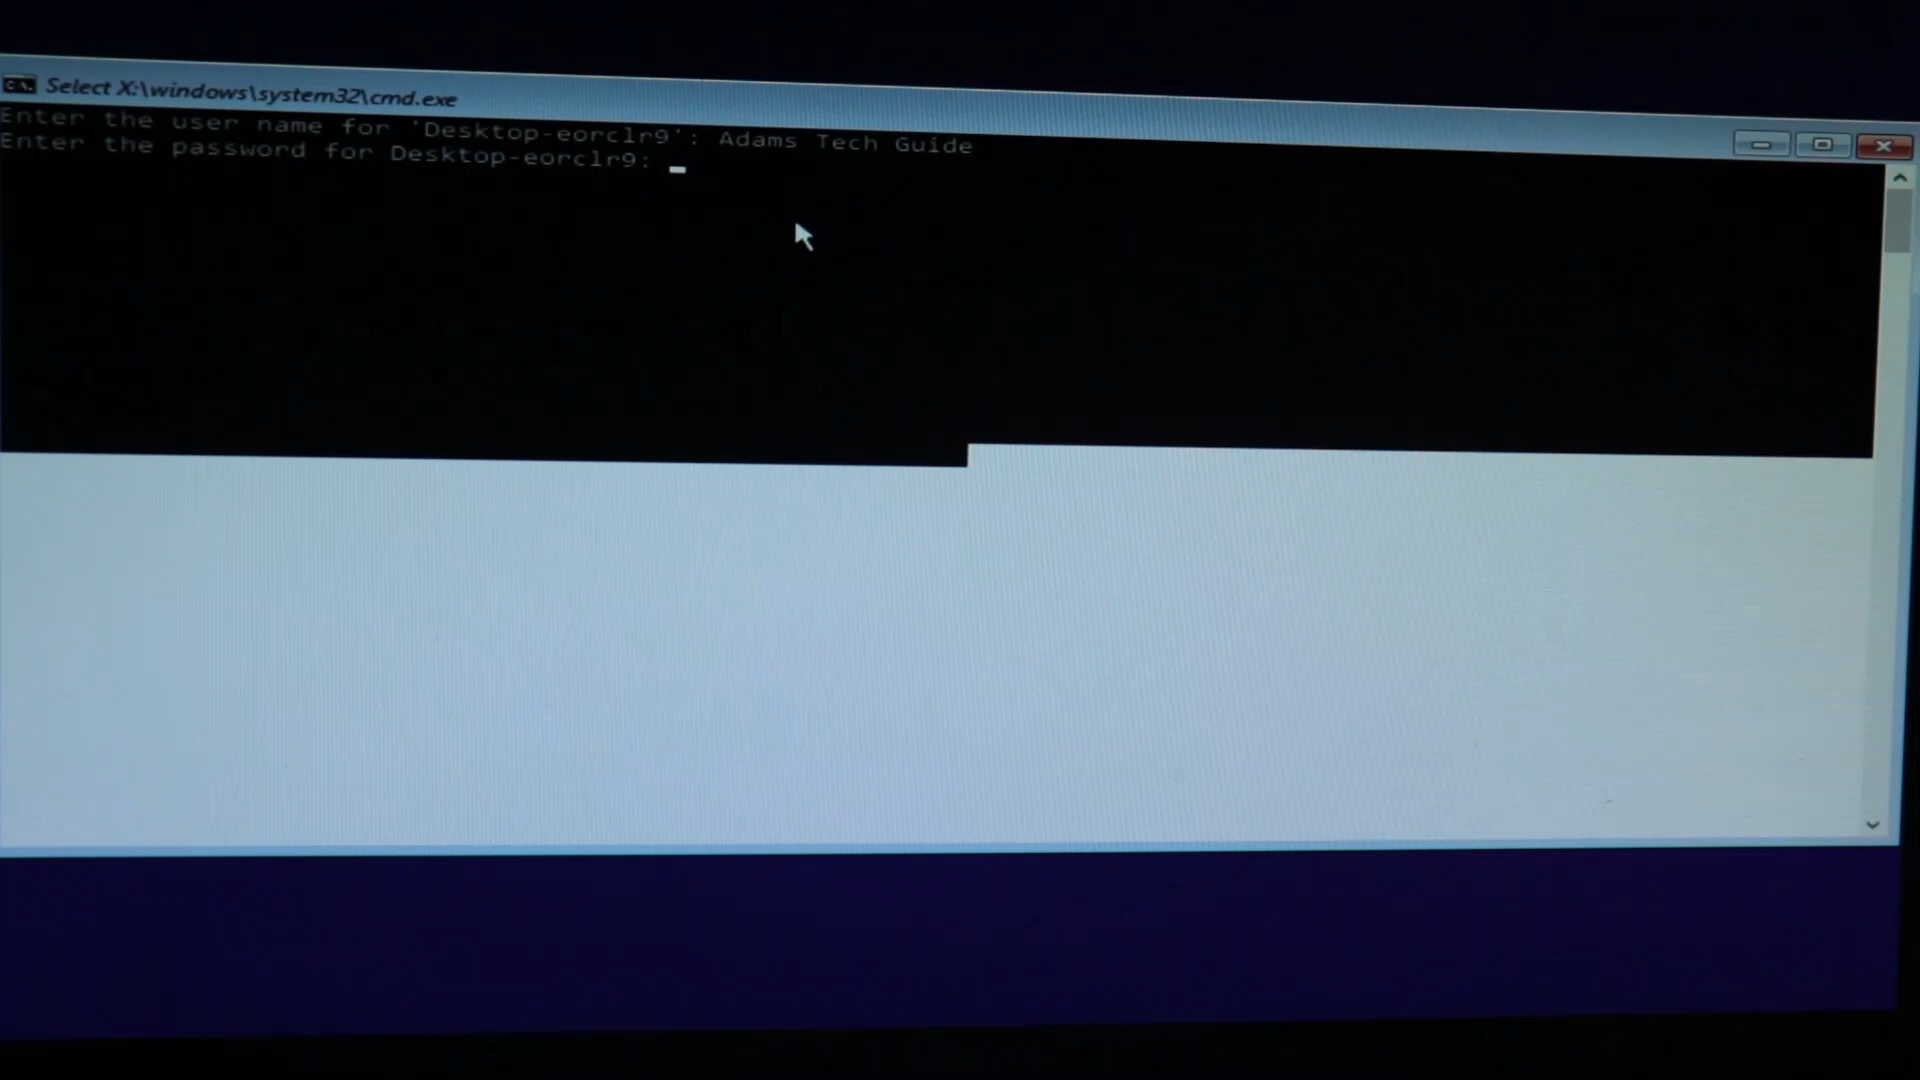 Select X:\windows\system32\cmd.exe
Enter the user name for 'Desktop-eorclr9': Adams Tech Guide
Enter the password for Desktop-eorclr9: